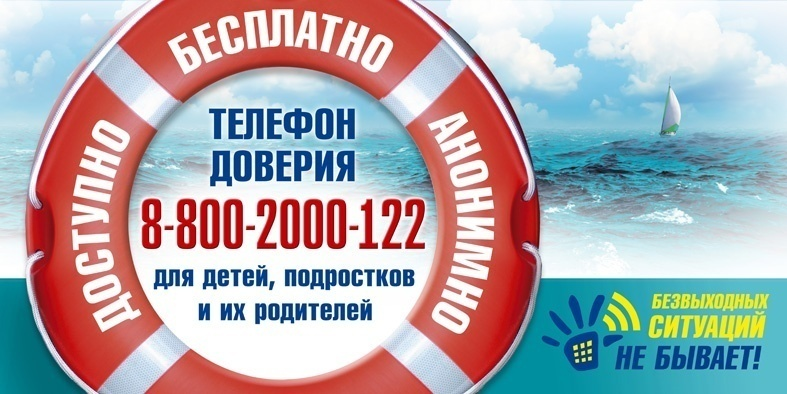 ДОСТУПНО
БЕСПЛАТНО
АНОНИМНО
ТЕЛЕФОН
ДОВЕРИЯ
8-800-2000-122
для детей, подростков
и их родителей
БЕЗВЫХОДНЫХ
СИТУАЦИЙ
НЕ БЫВАЕТ!